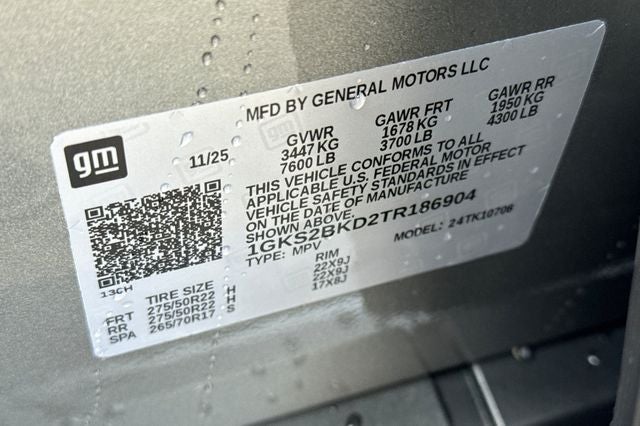 MFD BY GENERAL MOTORS LLC
gm
11/25
GVWR GAWR FRT GAWR RR
3447 KG 1678 KG 1950 KG
7600 LB 3700 LB 4300 LB
THIS VEHICLE CONFORMS TO ALL
APPLICABLE U.S. FEDERAL MOTOR
VEHICLE SAFETY STANDARDS IN EFFECT
ON THE DATE OF MANUFACTURE
SHOWN ABOVE.
1GKS2BKD2TR186904
TYPE: MPV MODEL: 24TK10706
13CH
TIRE SIZE RIM
FRT 275/50R22 H 22X9J
RR 275/50R22 H 22X9J
SPA 265/70R17 S 17X8J